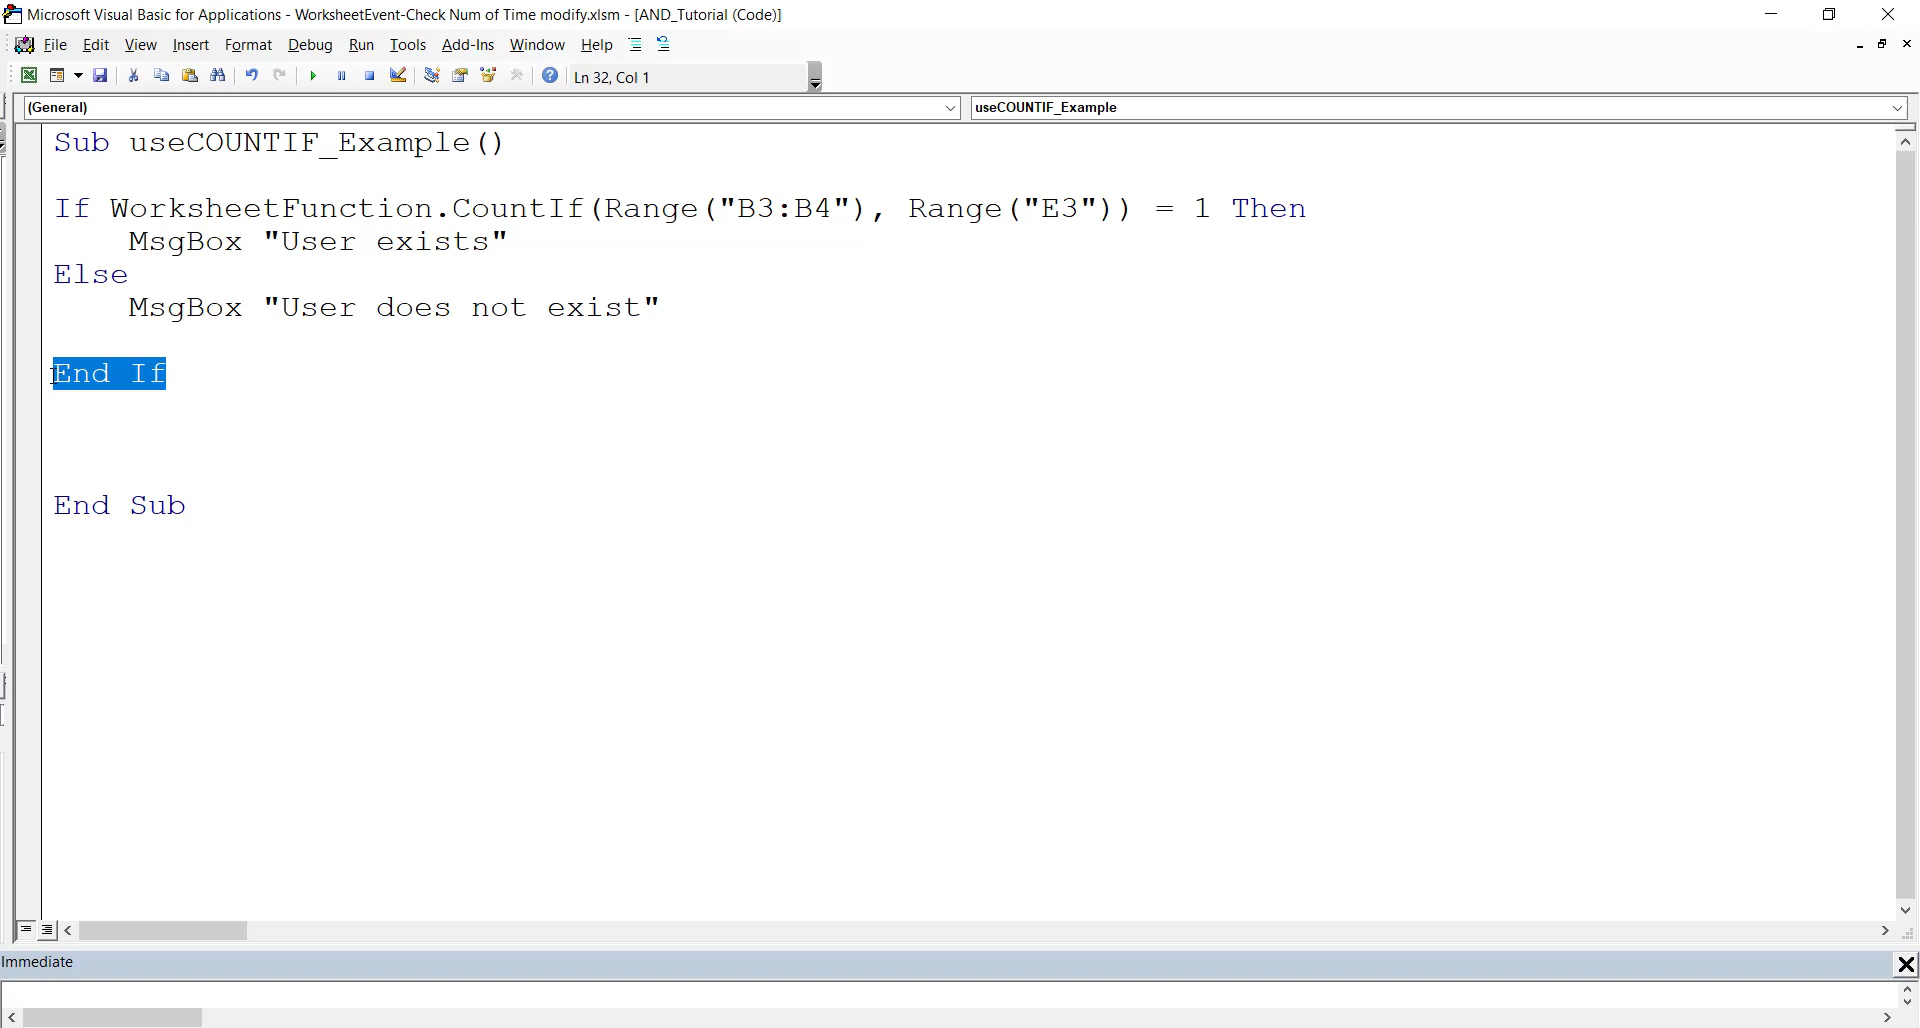 Microsoft Visual Basic for Applications - WorksheetEvent-Check Num of Time modify.xlsm - [AND_Tutorial (Code)]
File Edit View Insert Format Debug Run Tools Add-Ins Window Help
Ln 32, Col 1
(General) useCOUNTIF_Example
Sub useCOUNTIF_Example()
If WorksheetFunction.CountIf(Range("B3:B4"), Range("E3")) = 1 Then
MsgBox "User exists"
Else
MsgBox "User does not exist"
End If
End Sub
Immediate